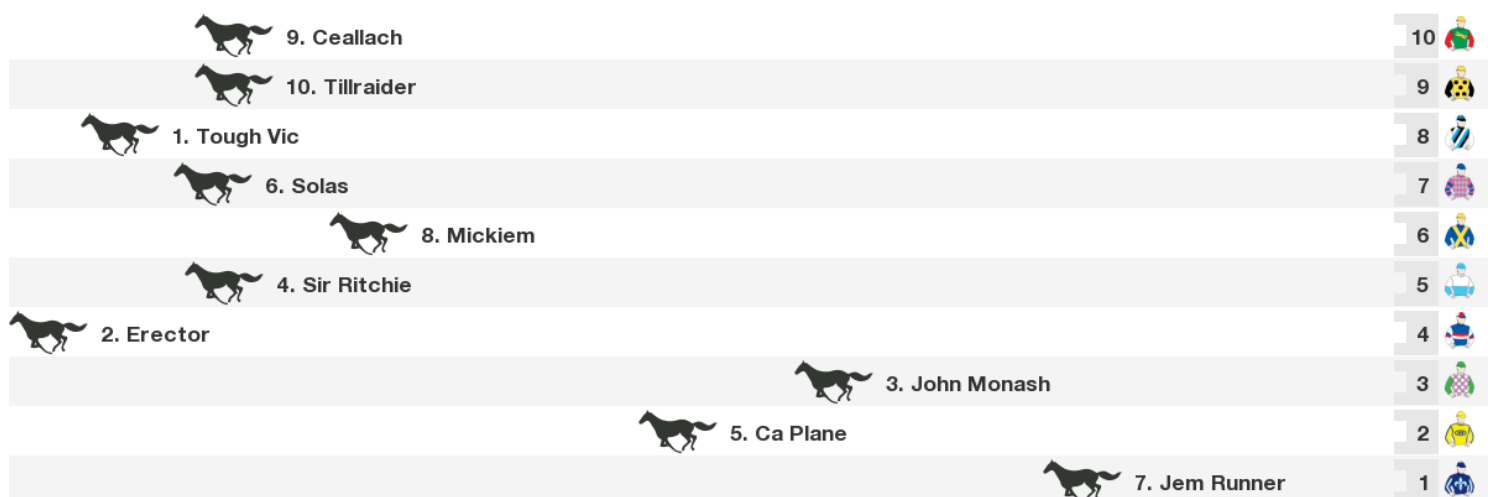 9. Ceallach 10
10. Tillraider 9
1. Tough Vic 8
6. Solas 7
8. Mickiem 6
4. Sir Ritchie 5
2. Erector 4
3. John Monash 3
5. Ca Plane 2
7. Jem Runner 1